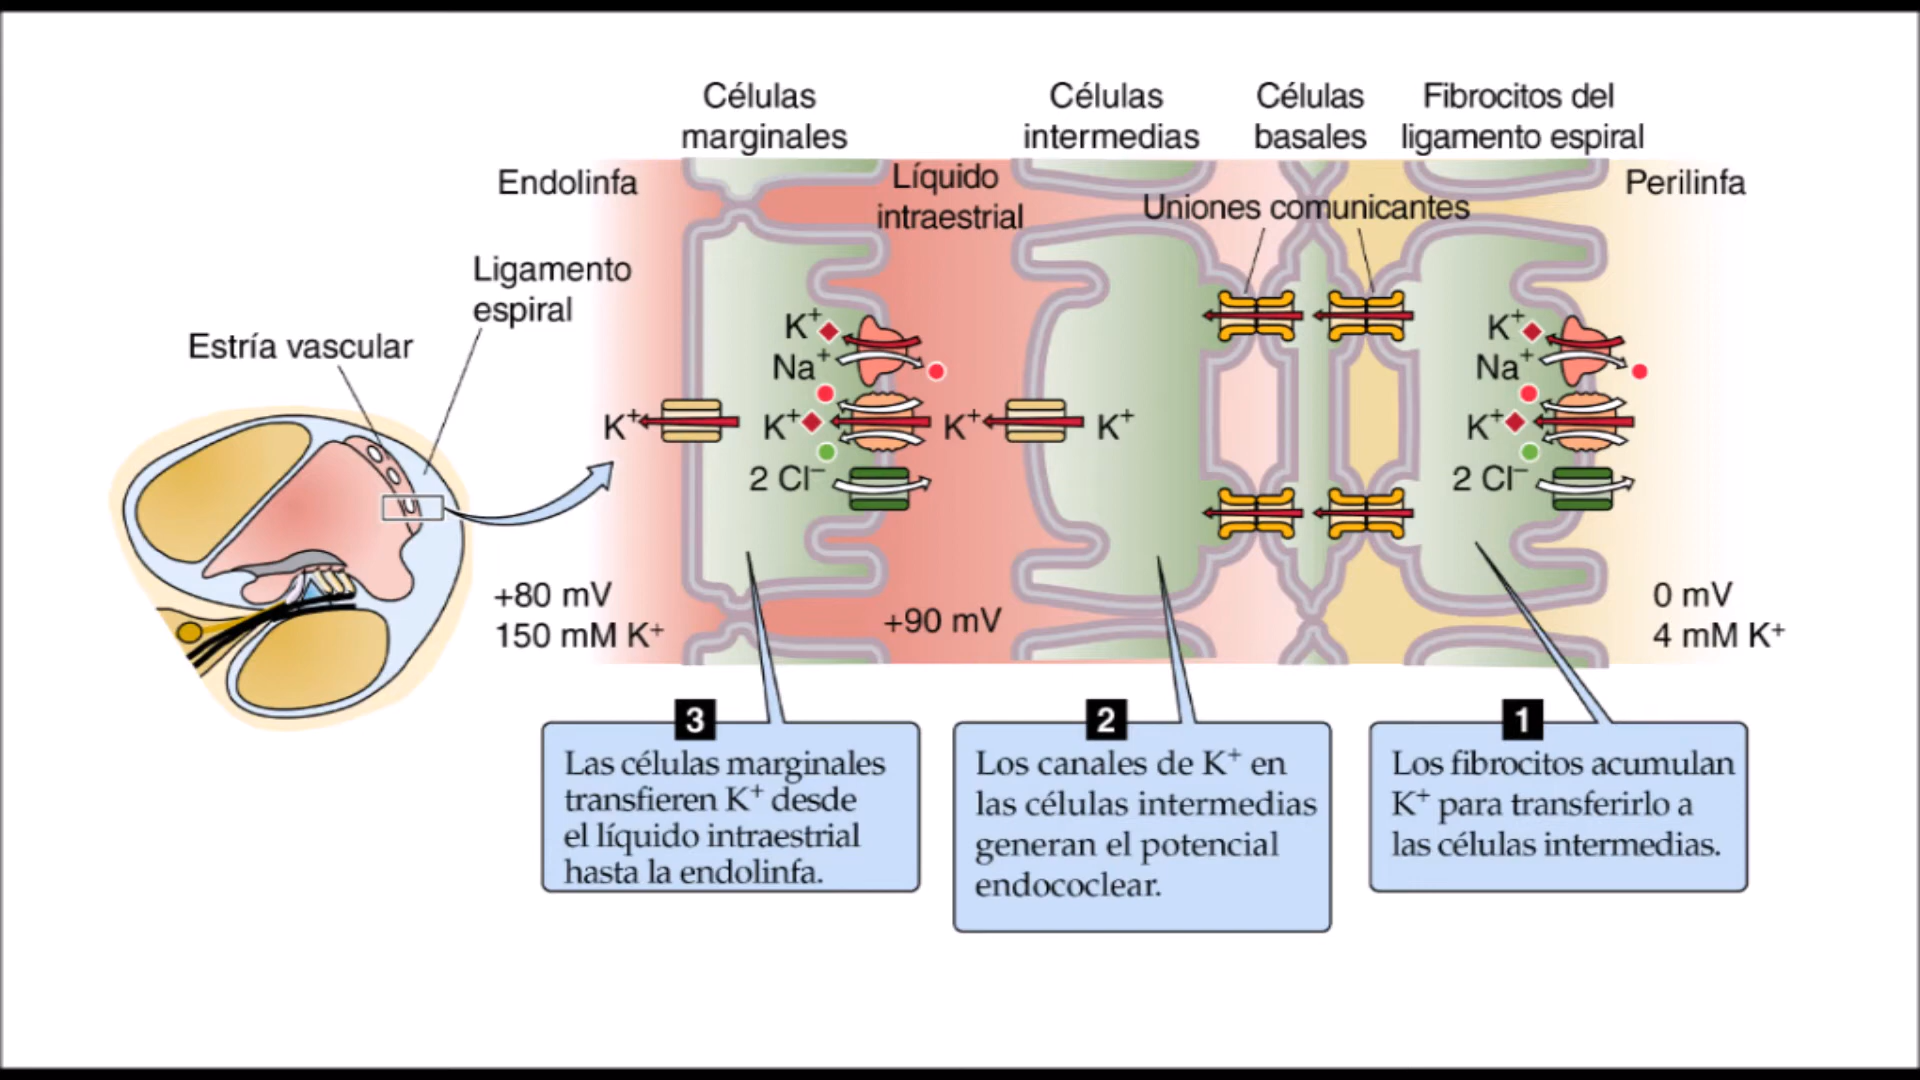 Células
marginales
Células
intermedias
Células
basales
Fibrocitos del
ligamento espiral
Endolinfa
Líquido
intraestrial
Uniones comunicantes
Perilinfa
Ligamento
espiral
Estría vascular
K⁺
Na⁺
K⁺
K⁺
2 Cl⁻
K⁺
K⁺
K⁺
Na⁺
K⁺
2 Cl⁻
+80 mV
150 mM K⁺
+90 mV
0 mV
4 mM K⁺
3
Las células marginales
transfieren K⁺ desde
el líquido intraestrial
hasta la endolinfa.
2
Los canales de K⁺ en
las células intermedias
generan el potencial
endococlear.
1
Los fibrocitos acumulan
K⁺ para transferirlo a
las células intermedias.